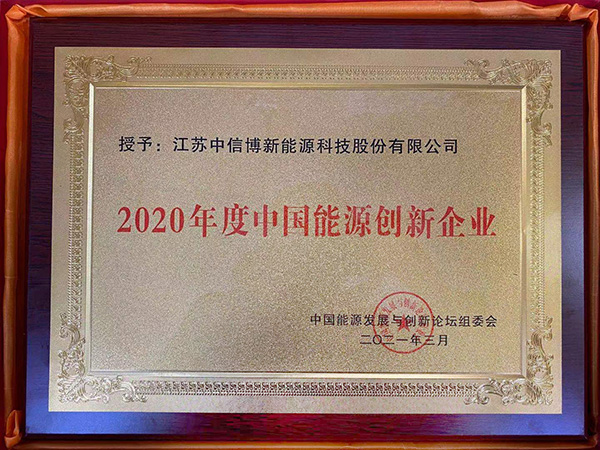 授予：江苏中信博新能源科技股份有限公司
2020年度中国能源创新企业
中国能源发展与创新论坛组委会
二〇二一年三月